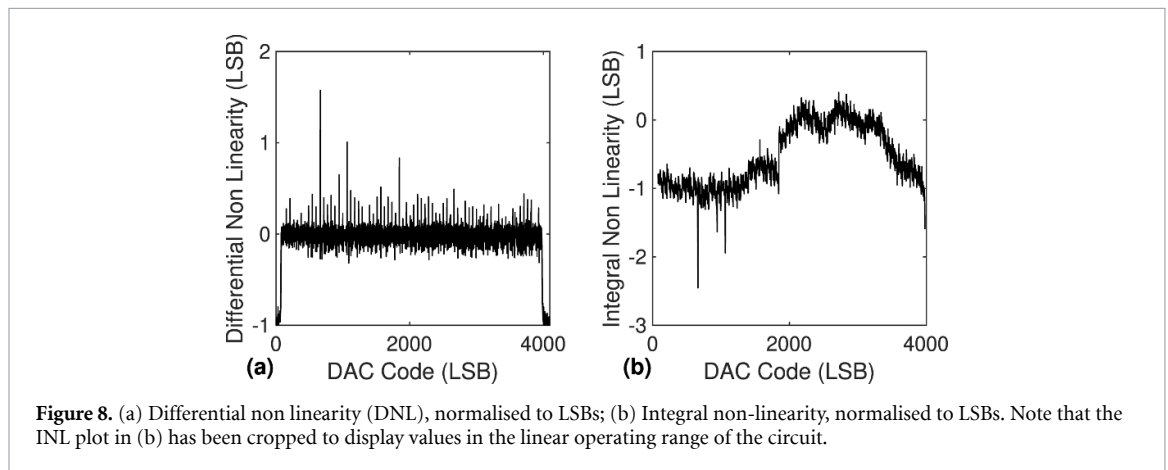 Differential Non Linearity (LSB)
2
1
0
-1
0
2000
4000
DAC Code (LSB)
(a)
Integral Non Linearity (LSB)
1
0
-1
-2
-3
0
2000
4000
DAC Code (LSB)
(b)
Figure 8. (a) Differential non linearity (DNL), normalised to LSBs; (b) Integral non-linearity, normalised to LSBs. Note that the
INL plot in (b) has been cropped to display values in the linear operating range of the circuit.